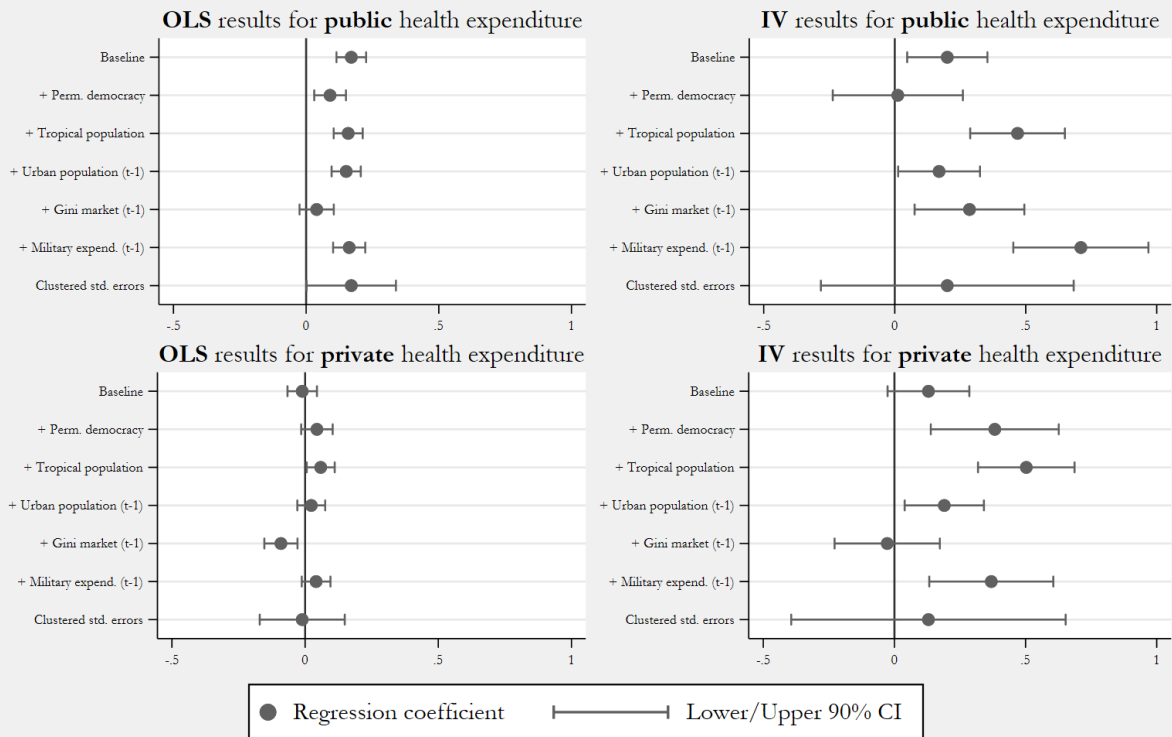 OLS results for public health expenditure
Baseline
+ Perm. democracy
+ Tropical population
+ Urban population (t-1)
+ Gini market (t-1)
+ Military expend. (t-1)
Clustered std. errors
-.5 0 .5 1
IV results for public health expenditure
Baseline
+ Perm. democracy
+ Tropical population
+ Urban population (t-1)
+ Gini market (t-1)
+ Military expend. (t-1)
Clustered std. errors
-.5 0 .5 1
OLS results for private health expenditure
Baseline
+ Perm. democracy
+ Tropical population
+ Urban population (t-1)
+ Gini market (t-1)
+ Military expend. (t-1)
Clustered std. errors
-.5 0 .5 1
IV results for private health expenditure
Baseline
+ Perm. democracy
+ Tropical population
+ Urban population (t-1)
+ Gini market (t-1)
+ Military expend. (t-1)
Clustered std. errors
-.5 0 .5 1
Regression coefficient Lower/Upper 90% CI